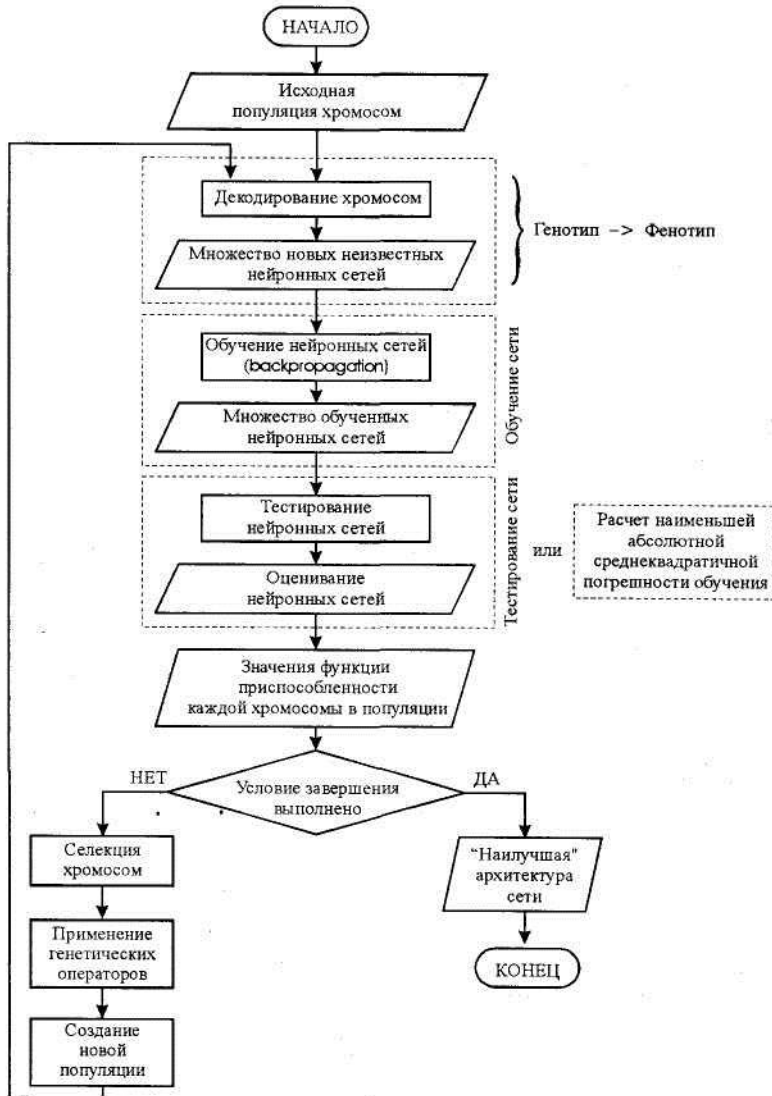 НАЧАЛО
Исходная
популяция хромосом
Декодирование хромосом
Множество новых неизвестных
нейронных сетей
Генотип -> Фенотип
Обучение нейронных сетей
(backpropagation)
Множество обученных
нейронных сетей
Обучение сети
Тестирование
нейронных сетей
Оценивание
нейронных сетей
Тестирование сети
или
Расчет наименьшей
абсолютной
среднеквадратичной
погрешности обучения
Значения функции
приспособленности
каждой хромосомы в популяции
Условие завершения
выполнено
НЕТ
ДА
Селекция
хромосом
Применение
генетических
операторов
Создание
новой
популяции
"Наилучшая"
архитектура
сети
КОНЕЦ